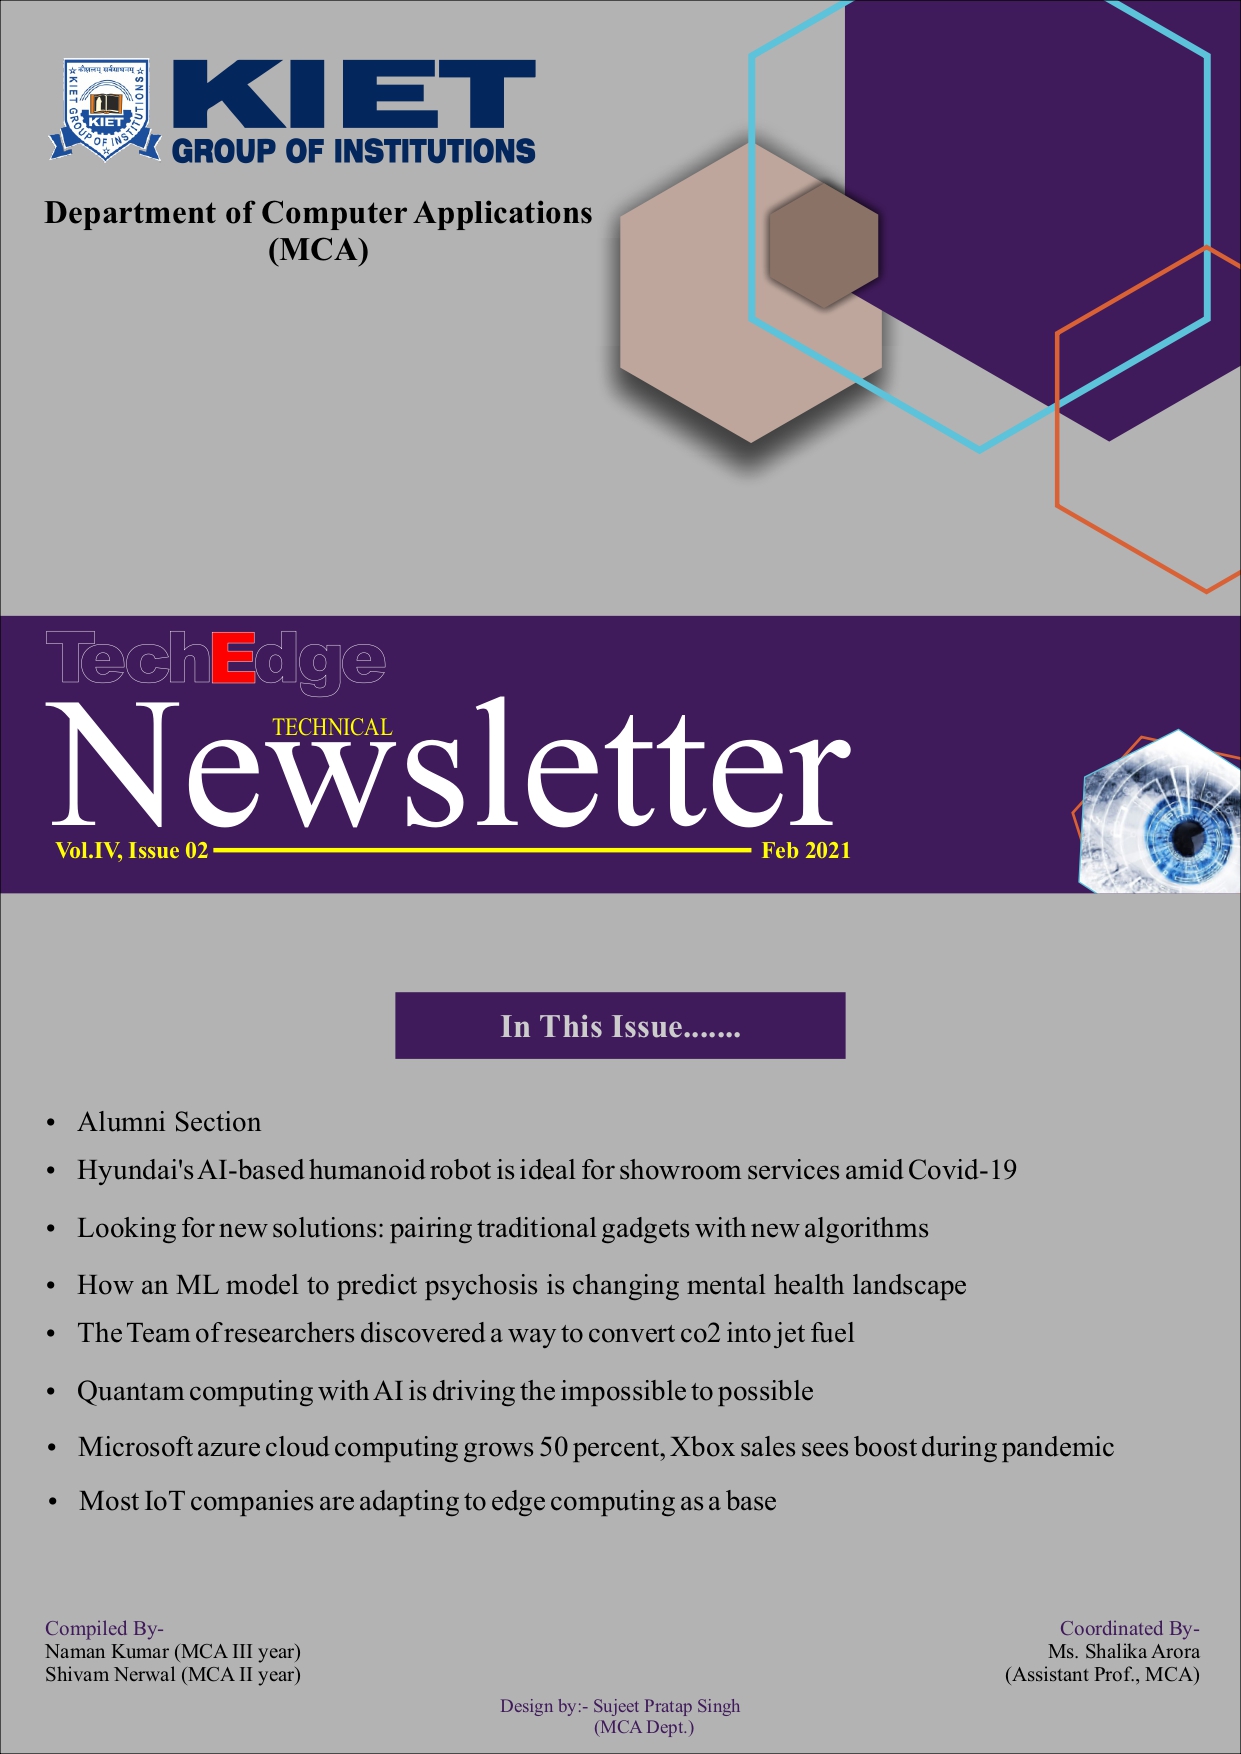 कौशलम् सर्वसाधनम्
KIET GROUP OF INSTITUTIONS
KIET
KIET
GROUP OF INSTITUTIONS
Department of Computer Applications
(MCA)
TechEdge
TECHNICAL
Newsletter
Vol.IV, Issue 02 Feb 2021
In This Issue.......
• Alumni Section
• Hyundai's AI-based humanoid robot is ideal for showroom services amid Covid-19
• Looking for new solutions: pairing traditional gadgets with new algorithms
• How an ML model to predict psychosis is changing mental health landscape
• The Team of researchers discovered a way to convert co2 into jet fuel
• Quantam computing with AI is driving the impossible to possible
• Microsoft azure cloud computing grows 50 percent, Xbox sales sees boost during pandemic
• Most IoT companies are adapting to edge computing as a base
Compiled By-
Naman Kumar (MCA III year)
Shivam Nerwal (MCA II year)
Coordinated By-
Ms. Shalika Arora
(Assistant Prof., MCA)
Design by:- Sujeet Pratap Singh
(MCA Dept.)